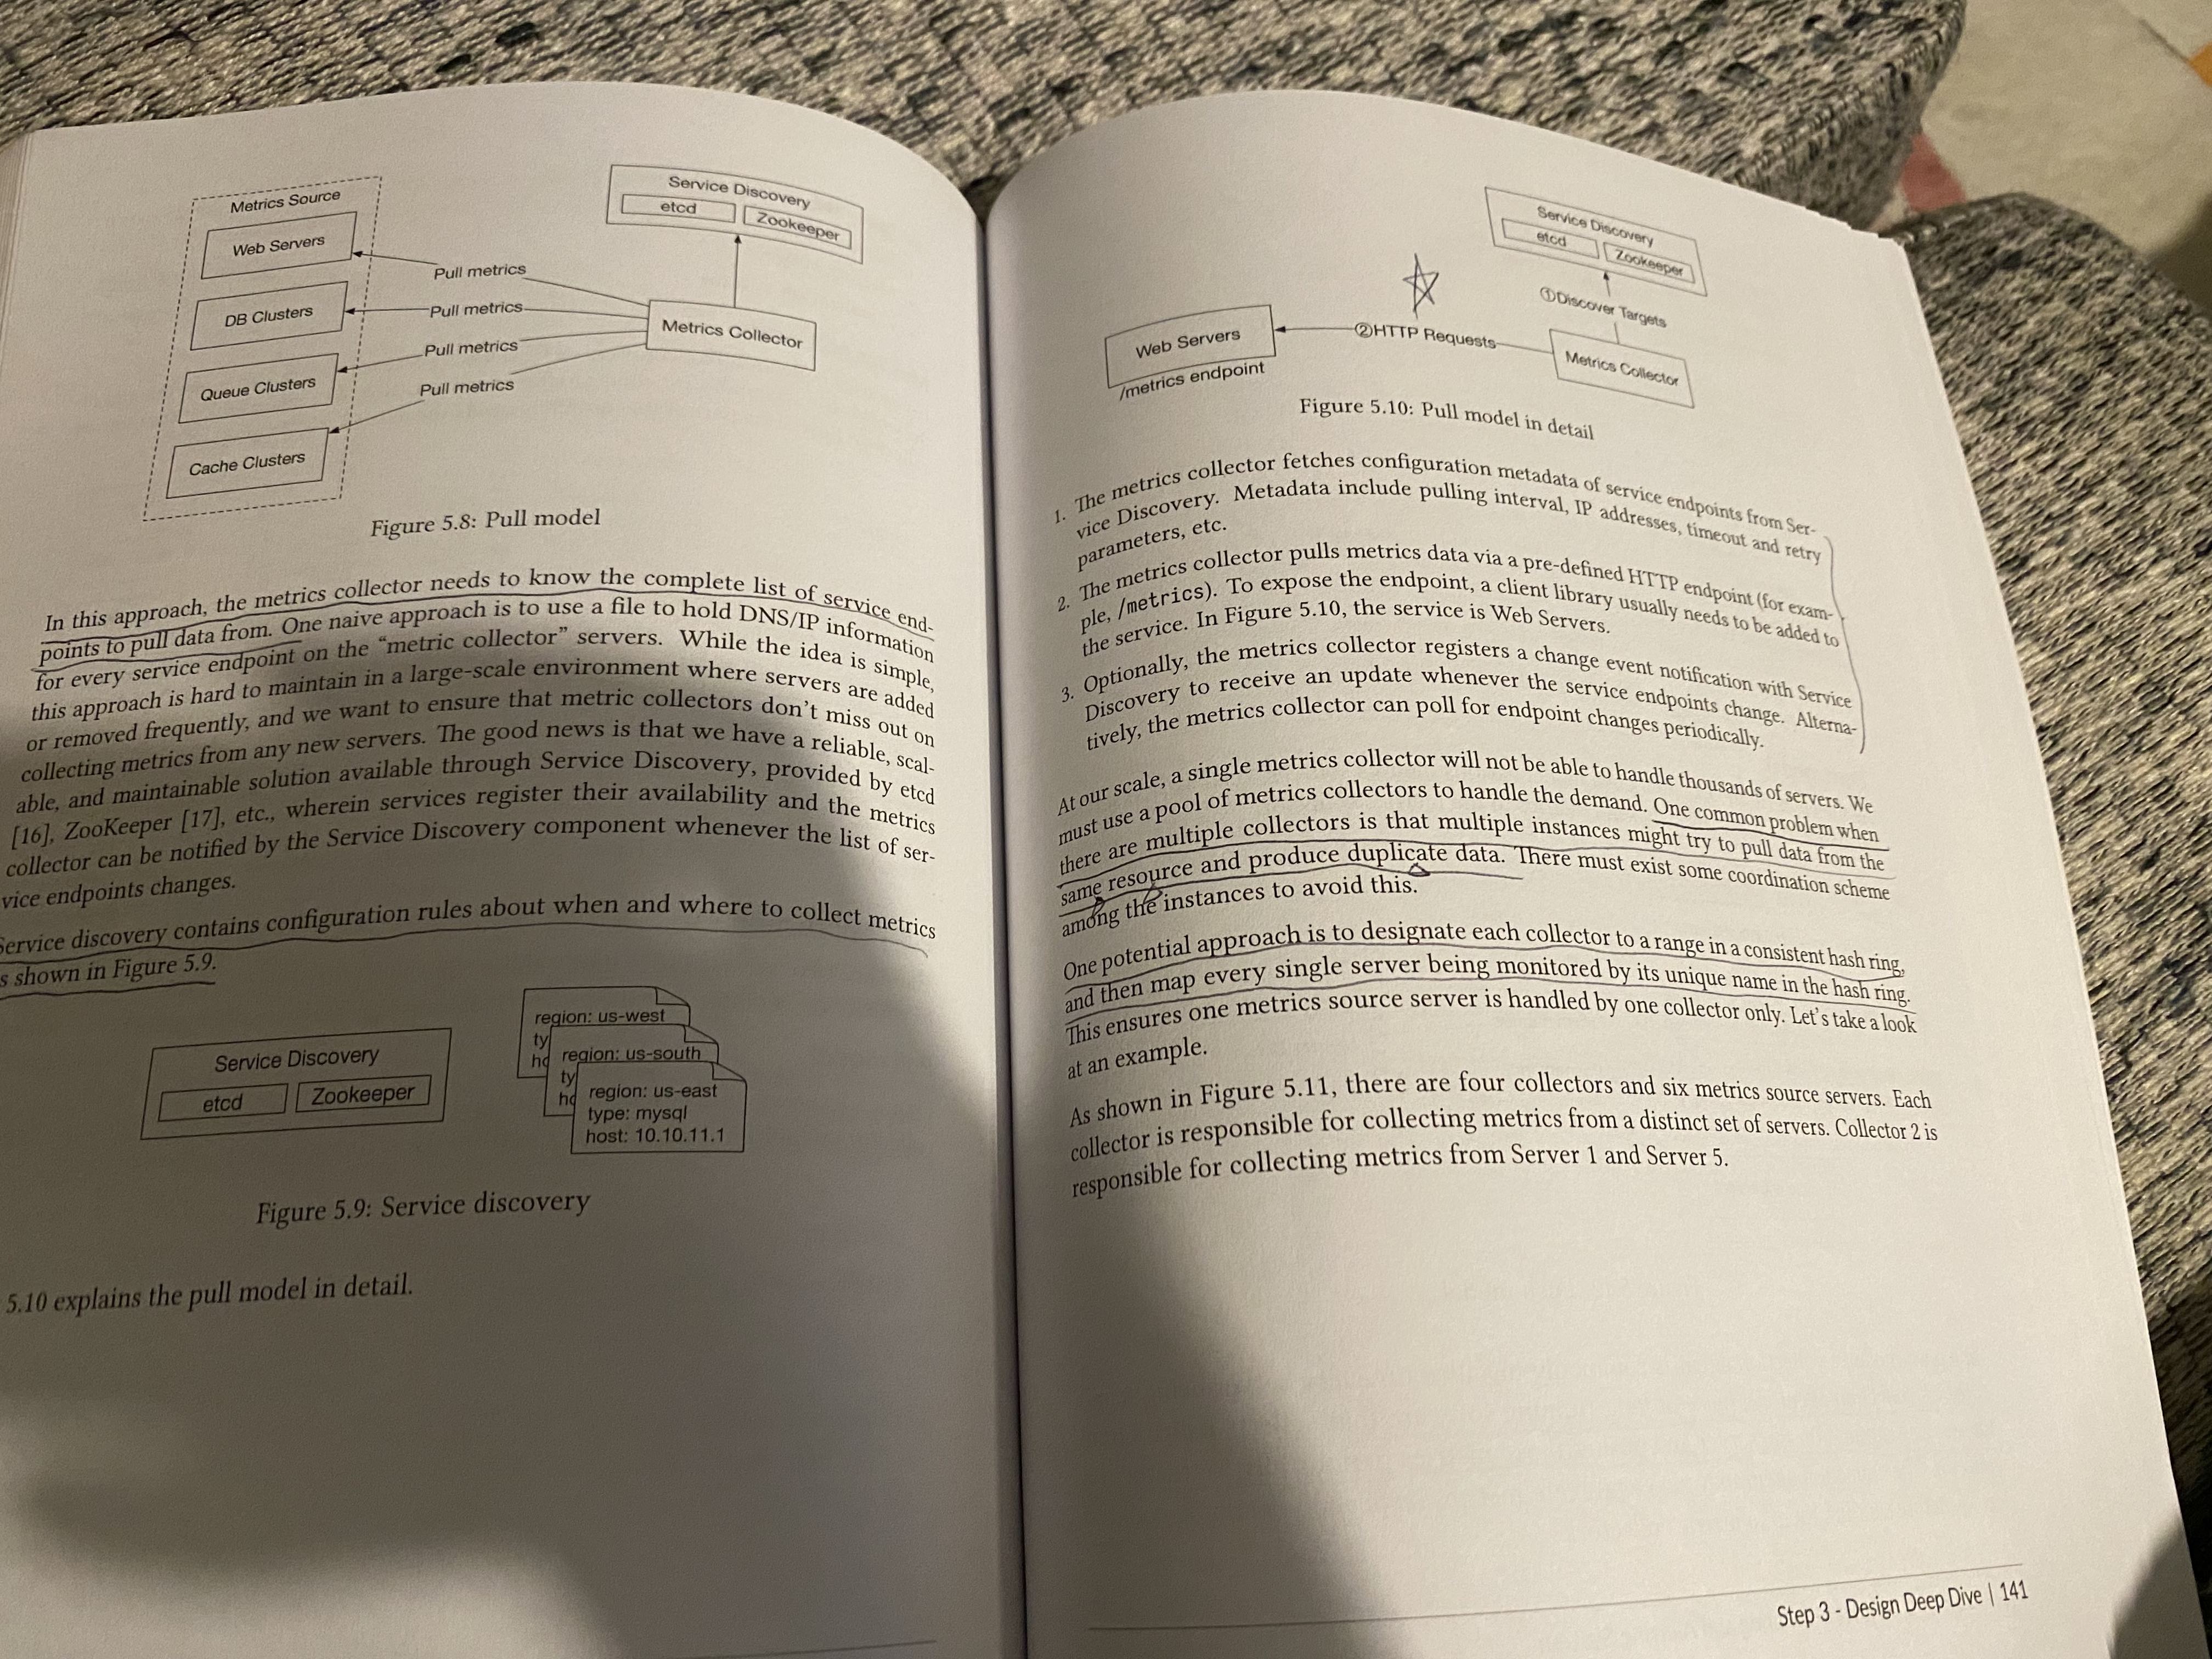 Metrics Source
Web Servers
DB Clusters
Queue Clusters
Cache Clusters
Pull metrics
Pull metrics
Pull metrics
Pull metrics
Service Discovery
etcd
Zookeeper
Metrics Collector
Figure 5.8: Pull model
In this approach, the metrics collector needs to know the complete list of service end-
points to pull data from. One naive approach is to use a file to hold DNS/IP information
for every service endpoint on the “metric collector” servers. While the idea is simple,
this approach is hard to maintain in a large-scale environment where servers are added
or removed frequently, and we want to ensure that metric collectors don’t miss out on
collecting metrics from any new servers. The good news is that we have a reliable, scal-
able, and maintainable solution available through Service Discovery, provided by etcd
[16], ZooKeeper [17], etc., wherein services register their availability and the metrics
collector can be notified by the Service Discovery component whenever the list of ser-
vice endpoints changes.
Service discovery contains configuration rules about when and where to collect metrics
s shown in Figure 5.9.
Service Discovery
etcd
Zookeeper
region: us-west
ty
ho
region: us-south
ty
ho
region: us-east
type: mysql
host: 10.10.11.1
Figure 5.9: Service discovery
5.10 explains the pull model in detail.
Service Discovery
etcd
Zookeeper
①Discover Targets
Web Servers
②HTTP Requests
Metrics Collector
/metrics endpoint
Figure 5.10: Pull model in detail
1. The metrics collector fetches configuration metadata of service endpoints from Ser-
vice Discovery. Metadata include pulling interval, IP addresses, timeout and retry
parameters, etc.
2. The metrics collector pulls metrics data via a pre-defined HTTP endpoint (for exam-
ple, /metrics). To expose the endpoint, a client library usually needs to be added to
the service. In Figure 5.10, the service is Web Servers.
3. Optionally, the metrics collector registers a change event notification with Service
Discovery to receive an update whenever the service endpoints change. Alterna-
tively, the metrics collector can poll for endpoint changes periodically.
At our scale, a single metrics collector will not be able to handle thousands of servers. We
must use a pool of metrics collectors to handle the demand. One common problem when
there are multiple collectors is that multiple instances might try to pull data from the
same resource and produce duplicate data. There must exist some coordination scheme
among the instances to avoid this.
One potential approach is to designate each collector to a range in a consistent hash ring,
and then map every single server being monitored by its unique name in the hash ring.
This ensures one metrics source server is handled by one collector only. Let’s take a look
at an example.
As shown in Figure 5.11, there are four collectors and six metrics source servers. Each
collector is responsible for collecting metrics from a distinct set of servers. Collector 2 is
responsible for collecting metrics from Server 1 and Server 5.
Step 3 - Design Deep Dive | 141